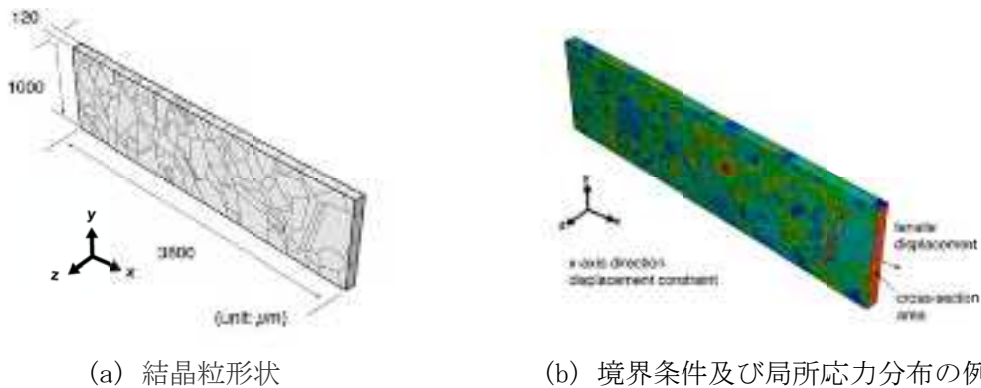 120
1000
3800
y
z
x
(unit: μm)
(a) 結晶粒形状
x-axis direction
displacement constraint
tensile
displacement
cross-section
area
(b) 境界条件及び局所応力分布の例